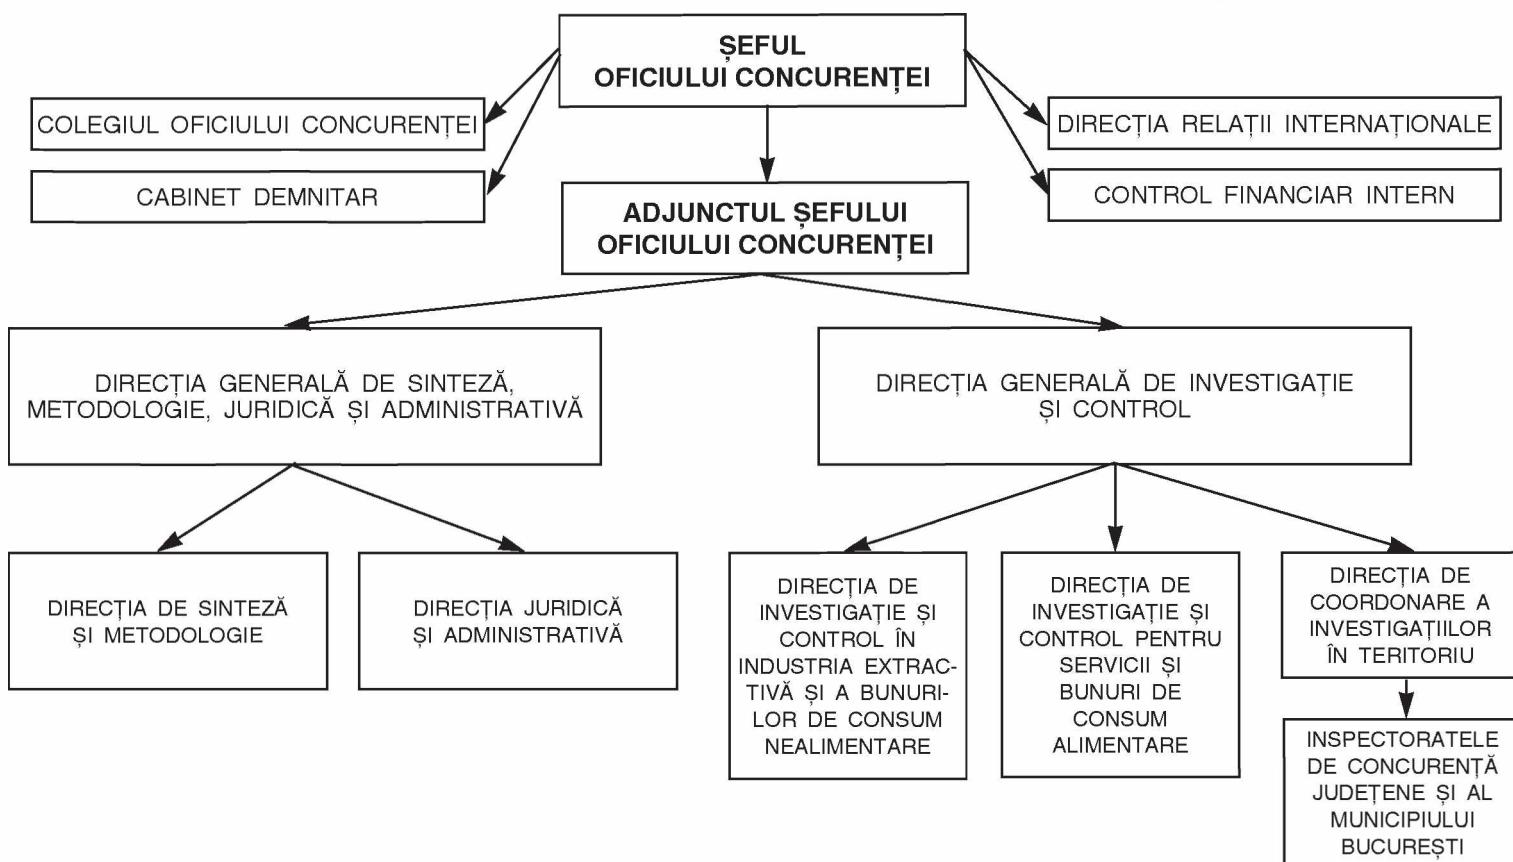 ȘEFUL
OFICIULUI CONCURENȚEI
COLEGIUL OFICIULUI CONCURENȚEI
CABINET DEMNITAR
DIRECȚIA RELAȚII INTERNAȚIONALE
CONTROL FINANCIAR INTERN
ADJUNCTUL ȘEFULUI
OFICIULUI CONCURENȚEI
DIRECȚIA GENERALĂ DE SINTEZĂ,
METODOLOGIE, JURIDICĂ ȘI ADMINISTRATIVĂ
DIRECȚIA GENERALĂ DE INVESTIGAȚIE
ȘI CONTROL
DIRECȚIA DE SINTEZĂ
ȘI METODOLOGIE
DIRECȚIA JURIDICĂ
ȘI ADMINISTRATIVĂ
DIRECȚIA DE
INVESTIGAȚIE ȘI
CONTROL ÎN
INDUSTRIA EXTRAC-
TIVĂ ȘI A BUNURI-
LOR DE CONSUM
NEALIMENTARE
DIRECȚIA DE
INVESTIGAȚIE ȘI
CONTROL PENTRU
SERVICII ȘI
BUNURI DE
CONSUM
ALIMENTARE
DIRECȚIA DE
COORDONARE A
INVESTIGAȚIILOR
ÎN TERITORIU
INSPECTORATELE
DE CONCURENȚĂ
JUDEȚENE ȘI AL
MUNICIPIULUI
BUCUREȘTI